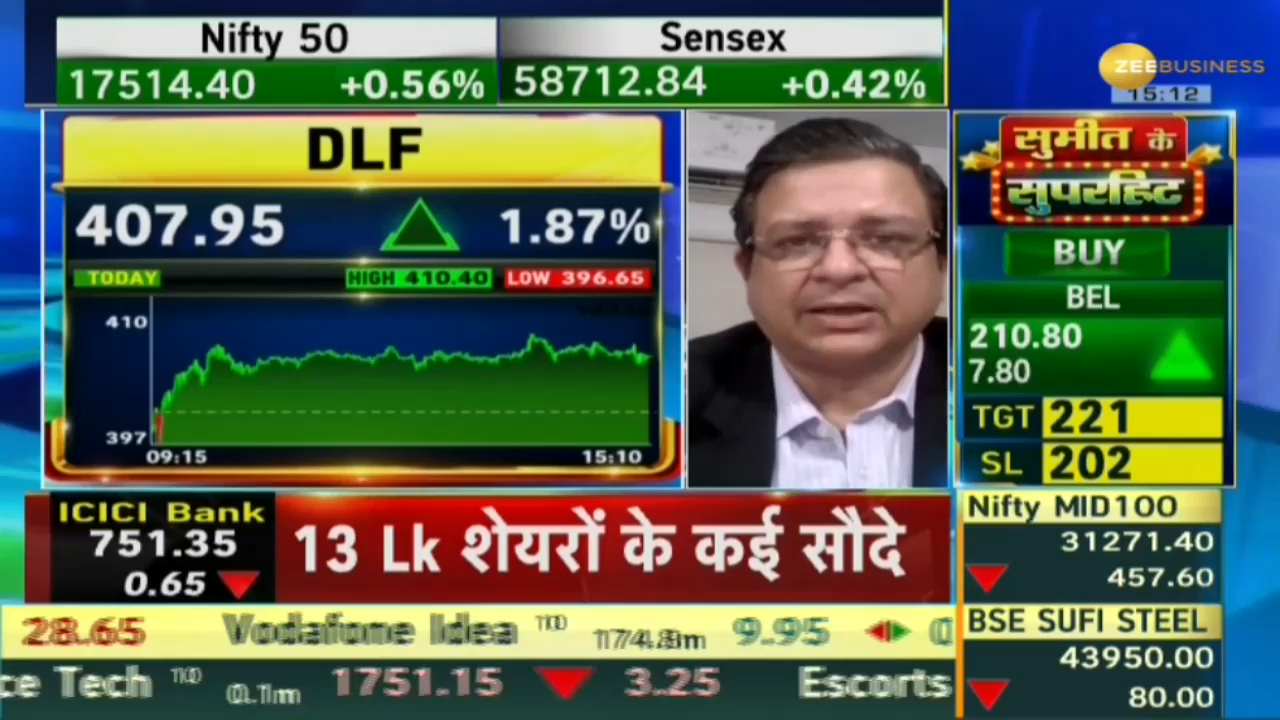 Nifty 50
17514.40 +0.56%
Sensex
58712.84 +0.42%
ZEEBUSINESS
15:12
DLF
407.95 1.87%
TODAY HIGH 410.40 LOW 396.65
410
397
09:15 15:10
सुमीत के
सुपरहिट
BUY
BEL
210.80
7.80
TGT 221
SL 202
ICICI Bank
751.35
0.65
13 Lk शेयरों के कई सौदे
Nifty MID100
31271.40
457.60
BSE SUFI STEEL
43950.00
80.00
28.65 Vodafone Idea T10 174.8m 9.95
ce Tech T10 0.1m 1751.15 3.25 Escorts